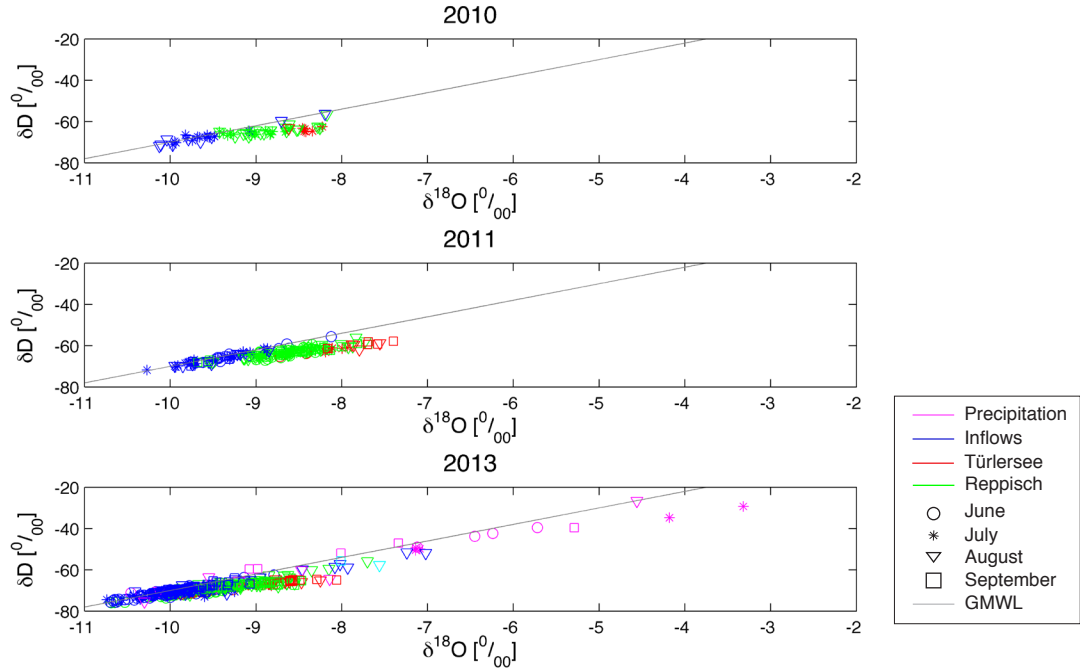 2010
-20
-40
-60
-80
δD [⁰/₀₀]
-11 -10 -9 -8 -7 -6 -5 -4 -3 -2
δ¹⁸O [⁰/₀₀]
2011
-20
-40
-60
-80
δD [⁰/₀₀]
-11 -10 -9 -8 -7 -6 -5 -4 -3 -2
δ¹⁸O [⁰/₀₀]
2013
-20
-40
-60
-80
δD [⁰/₀₀]
-11 -10 -9 -8 -7 -6 -5 -4 -3 -2
δ¹⁸O [⁰/₀₀]
Precipitation
Inflows
Türlersee
Reppisch
June
July
August
September
GMWL